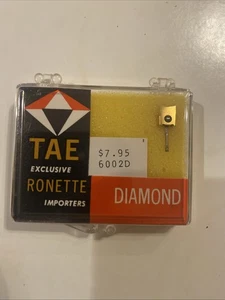 TAE
EXCLUSIVE
RONETTE
IMPORTERS
$7.95
6002D
DIAMOND